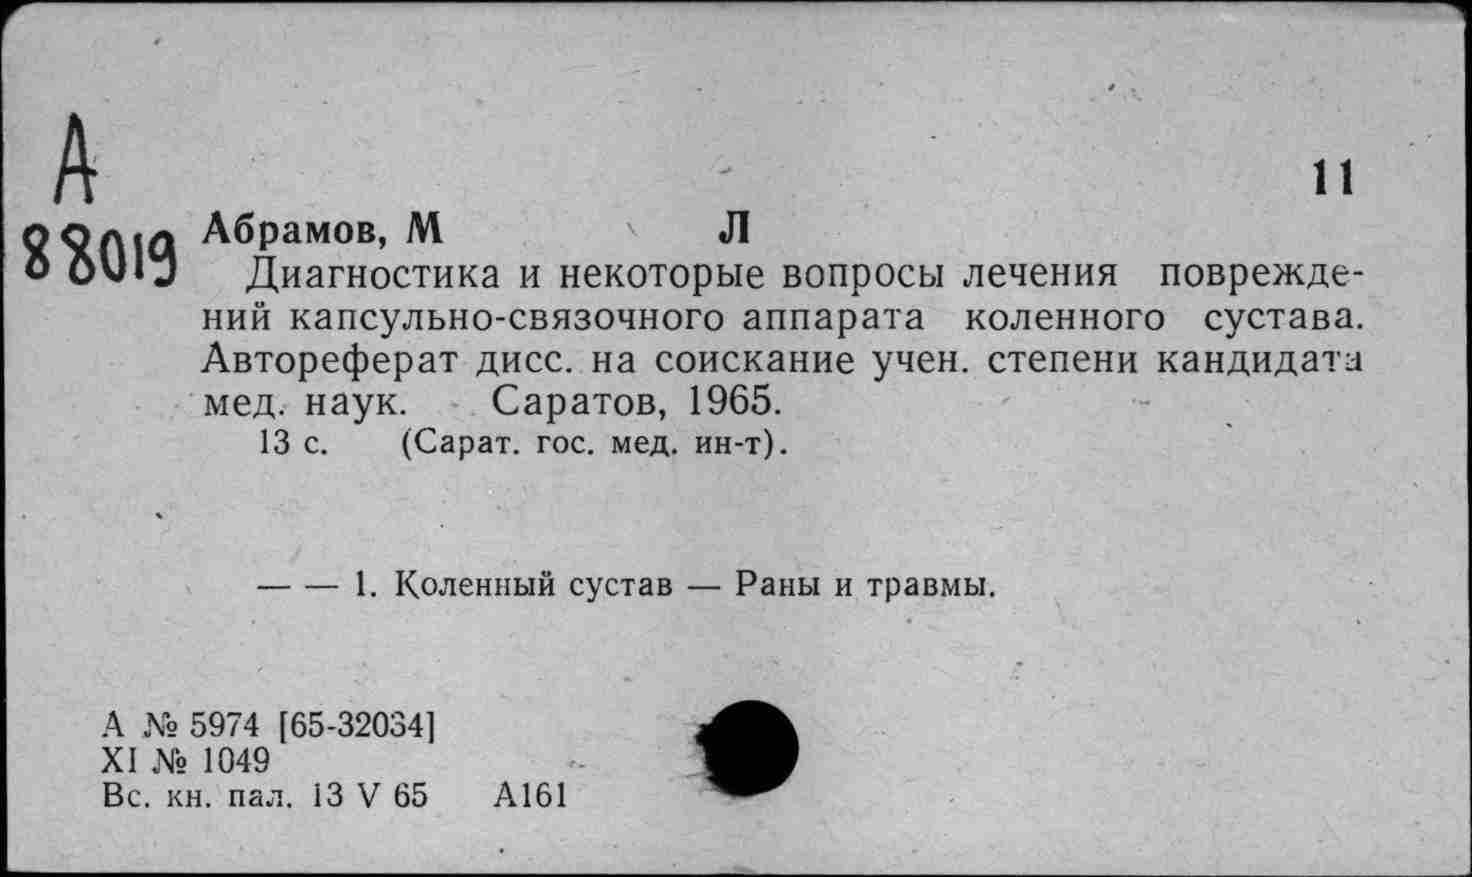 А
88019
11
Абрамов, М Л
Диагностика и некоторые вопросы лечения поврежде-
ний капсульно-связочного аппарата коленного сустава.
Автореферат дисс. на соискание учен. степени кандидата
мед. наук. Саратов, 1965.
13 с. (Сарат. гос. мед. ин-т).
— — 1. Коленный сустав — Раны и травмы.
А № 5974 [65-32034]
XI № 1049
Вс. кн. пал. 13 V 65 А161